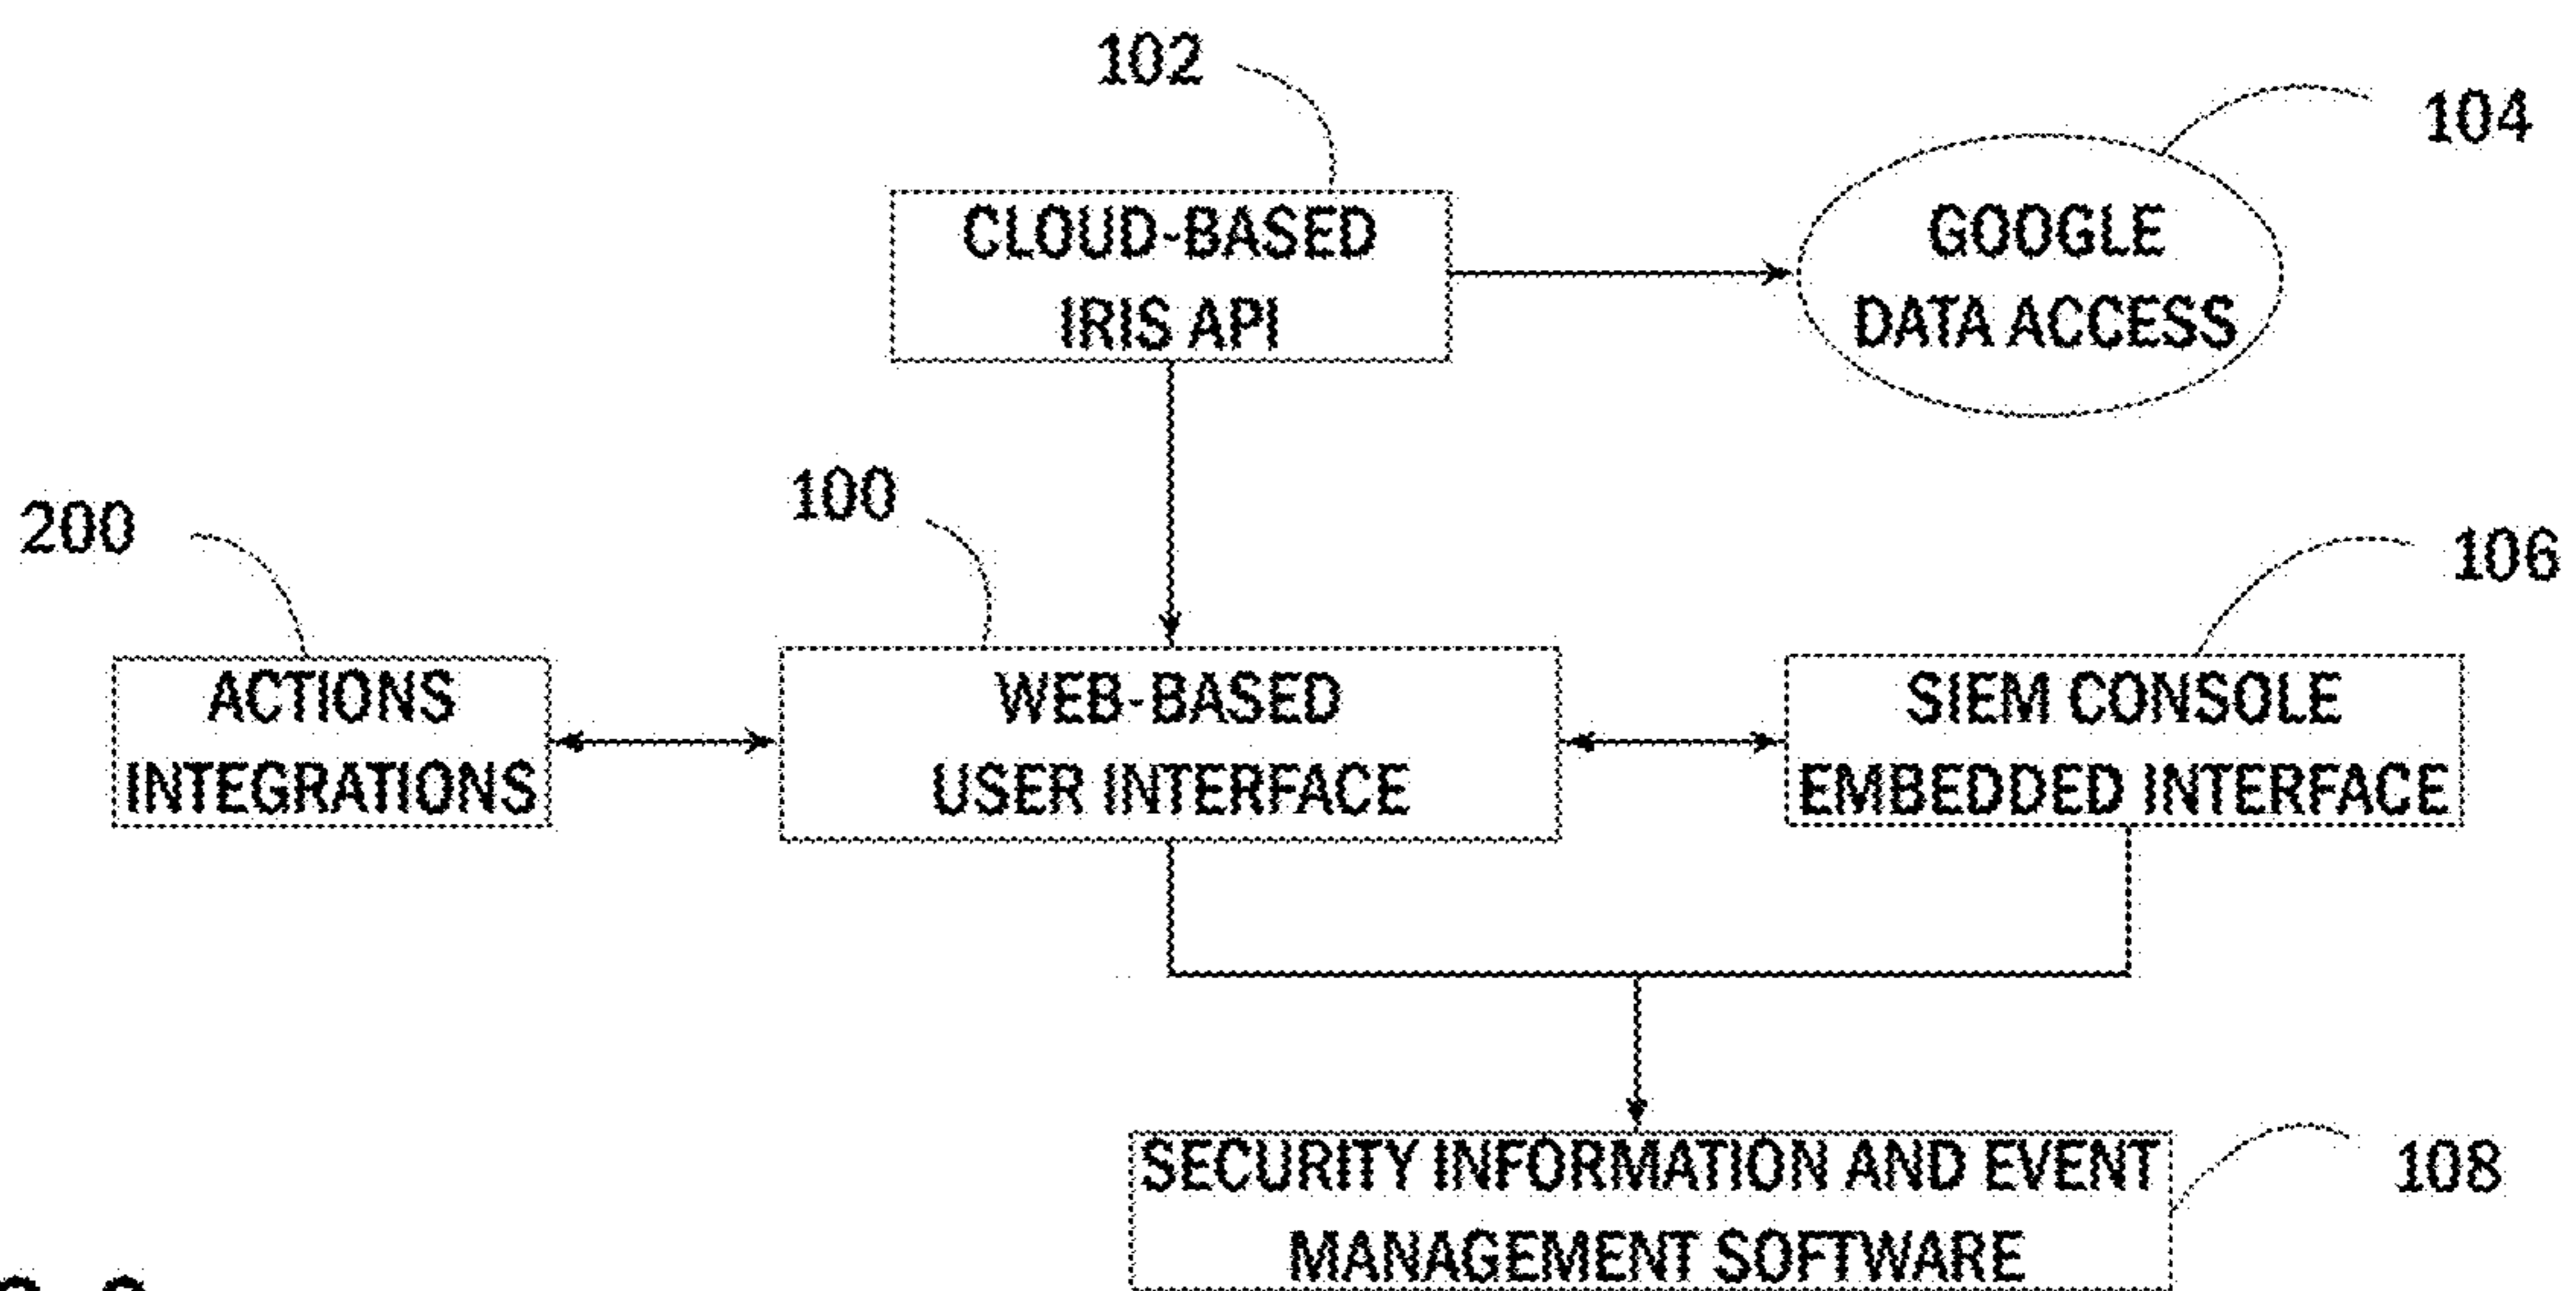 102
104
CLOUD-BASED
IRIS API
GOOGLE
DATA ACCESS
100
200
106
ACTIONS
INTEGRATIONS
WEB-BASED
USER INTERFACE
SIEM CONSOLE
EMBEDDED INTERFACE
SECURITY INFORMATION AND EVENT
MANAGEMENT SOFTWARE
108